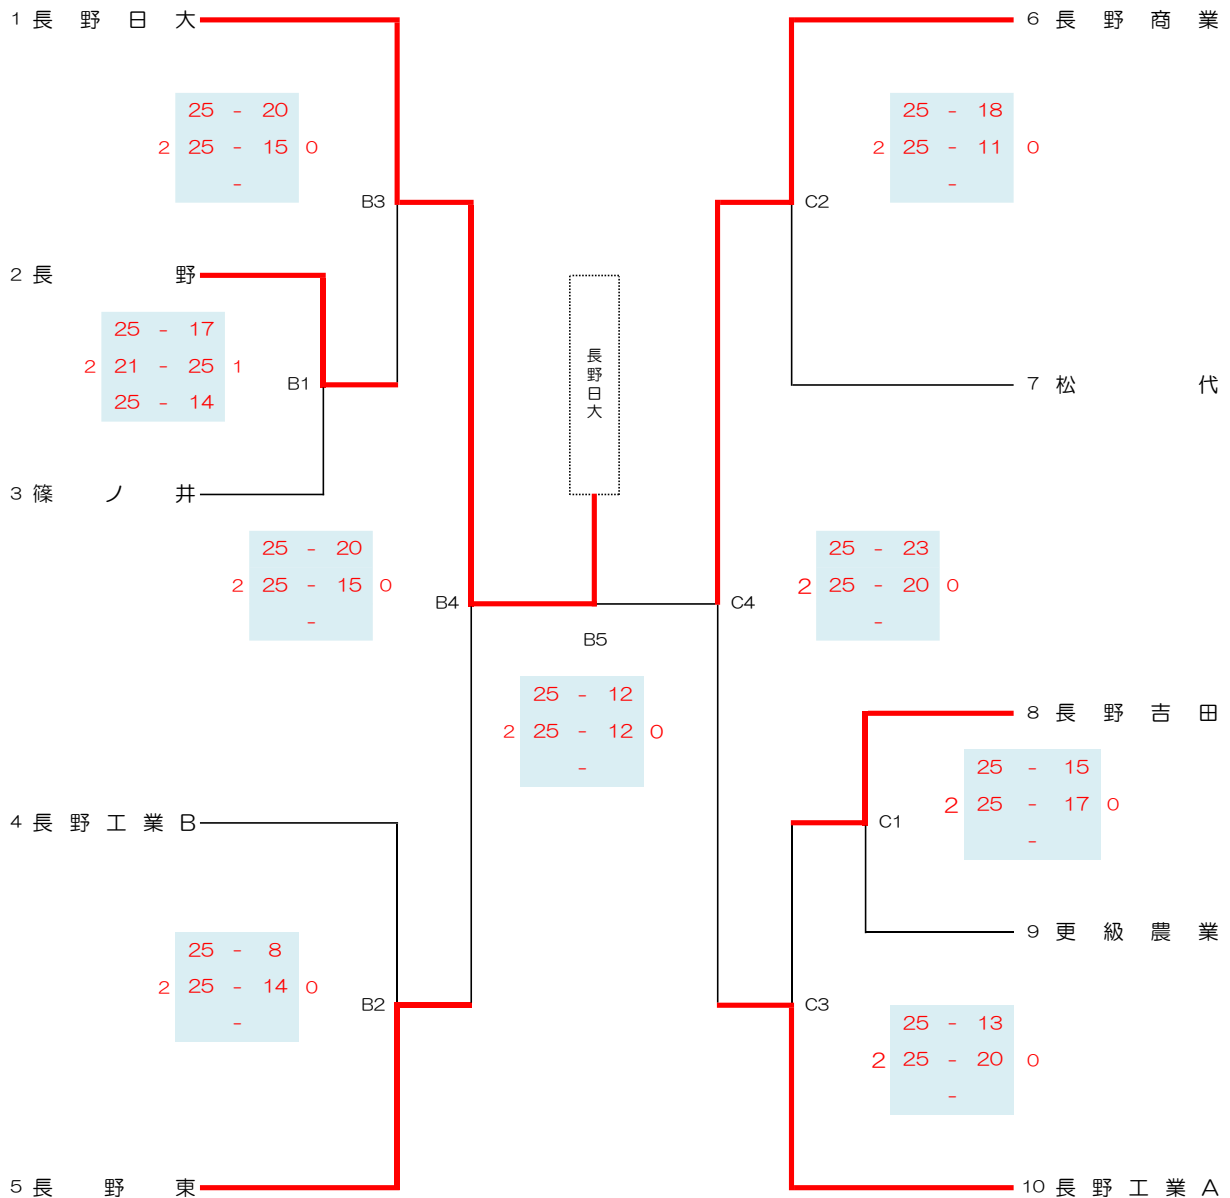 1 長野日大
6 長野商業
25 - 20
2 25 - 15 0
-
25 - 18
2 25 - 11 0
-
B3
C2
2 長野
25 - 17
2 21 - 25 1
25 - 14
B1
長野日大
7 松代
3 篠ノ井
25 - 20
2 25 - 15 0
-
25 - 23
2 25 - 20 0
-
B4
C4
B5
25 - 12
2 25 - 12 0
-
8 長野吉田
25 - 15
2 25 - 17 0
-
4 長野工業B
C1
9 更級農業
25 - 8
2 25 - 14 0
-
B2
C3
25 - 13
2 25 - 20 0
-
5 長野東
10 長野工業A